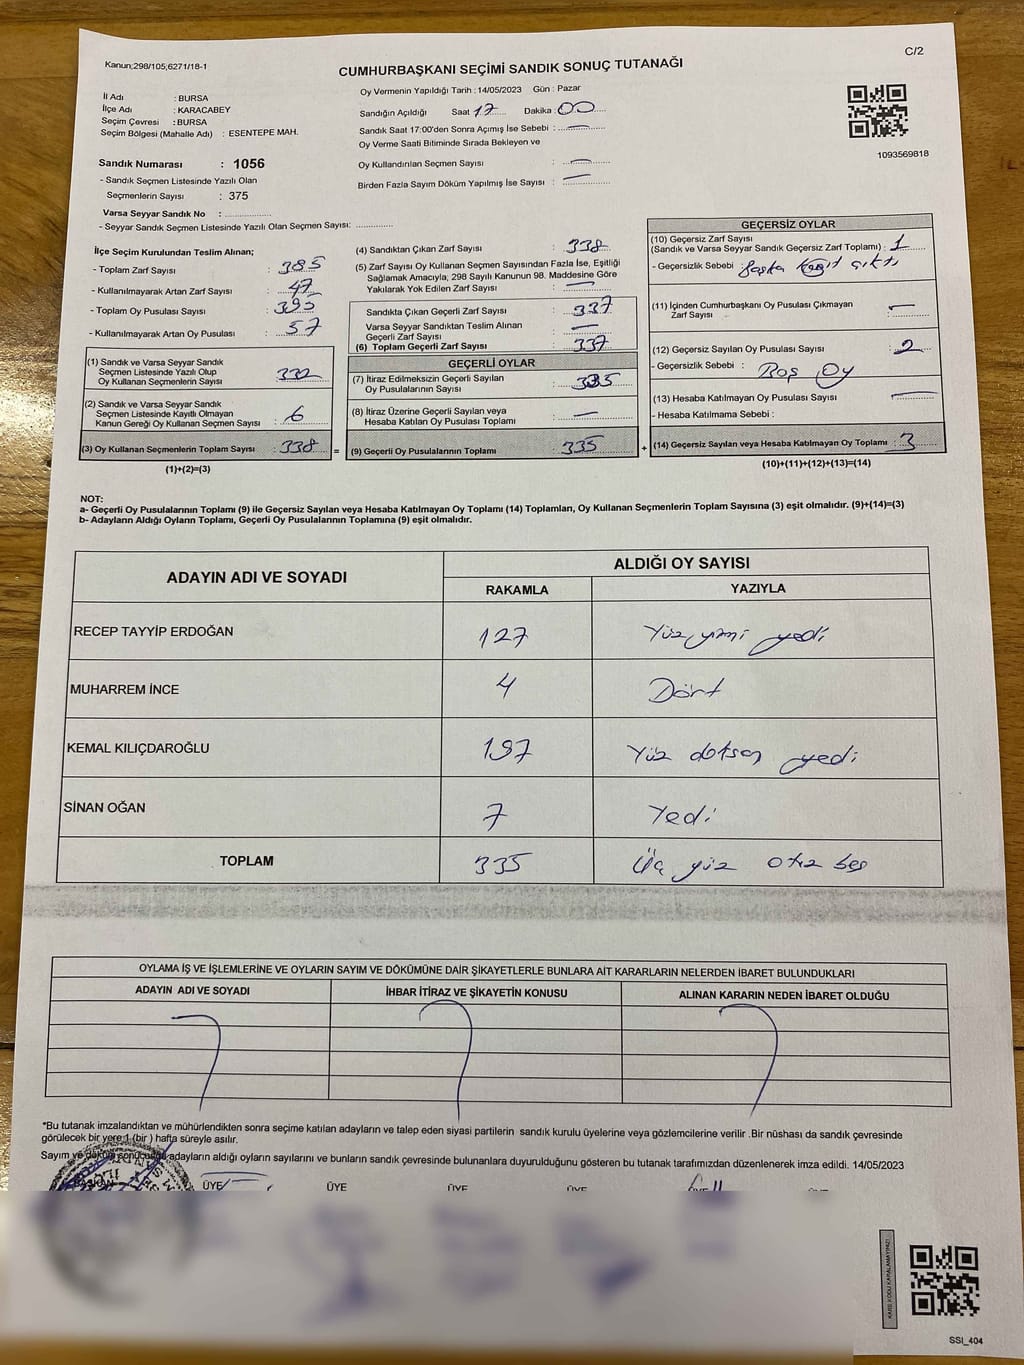 Kanun;298/105;6271/18-1
C/2
CUMHURBAŞKANI SEÇİMİ SANDIK SONUÇ TUTANAĞI
İl Adı : BURSA
İlçe Adı : KARACABEY
Seçim Çevresi : BURSA
Seçim Bölgesi (Mahalle Adı) : ESENTEPE MAH.
Sandık Numarası : 1056
- Sandık Seçmen Listesinde Yazılı Olan
Seçmenlerin Sayısı : 375
Varsa Seyyar Sandık No : ..............
- Seyyar Sandık Seçmen Listesinde Yazılı Olan Seçmen Sayısı: ..............
Oy Vermenin Yapıldığı Tarih : 14/05/2023 Gün : Pazar
Sandığın Açıldığı Saat 17 Dakika : 00
Sandık Saat 17:00'den Sonra Açımış İse Sebebi : —
Oy Verme Saati Bitiminde Sırada Bekleyen ve
Oy Kullandırılan Seçmen Sayısı : —
Birden Fazla Sayım Döküm Yapılmış İse Sayısı : —
1093569818
İlçe Seçim Kurulundan Teslim Alınan;
- Toplam Zarf Sayısı : 385
- Kullanılmayarak Artan Zarf Sayısı : 47
- Toplam Oy Pusulası Sayısı : 395
- Kullanılmayarak Artan Oy Pusulası : 57
(1) Sandık ve Varsa Seyyar Sandık
Seçmen Listesinde Yazılı Olup
Oy Kullanan Seçmenlerin Sayısı : 332
(2) Sandık ve Varsa Seyyar Sandık
Seçmen Listesinde Kayıtlı Olmayan
Kanun Gereği Oy Kullanan Seçmen Sayısı : 6
(3) Oy Kullanan Seçmenlerin Toplam Sayısı : 338 =
(1)+(2)=(3)
(4) Sandıktan Çıkan Zarf Sayısı : 338
(5) Zarf Sayısı Oy Kullanan Seçmen Sayısından Fazla İse, Eşitliği
Sağlamak Amacıyla; 298 Sayılı Kanunun 98. Maddesine Göre
Yakılarak Yok Edilen Zarf Sayısı : —
Sandıkta Çıkan Geçerli Zarf Sayısı : 337
Varsa Seyyar Sandıktan Teslim Alınan
Geçerli Zarf Sayısı : —
(6) Toplam Geçerli Zarf Sayısı : 337
GEÇERLİ OYLAR
(7) İtiraz Edilmeksizin Geçerli Sayılan
Oy Pusulalarının Sayısı : 335
(8) İtiraz Üzerine Geçerli Sayılan veya
Hesaba Katılan Oy Pusulası Toplamı : —
(9) Geçerli Oy Pusulalarının Toplamı : 335 +
GEÇERSİZ OYLAR
(10) Geçersiz Zarf Sayısı
(Sandık ve Varsa Seyyar Sandık Geçersiz Zarf Toplamı) : 1
- Geçersizlik Sebebi : Başka kağıt çıktı
(11) İçinden Cumhurbaşkanı Oy Pusulası Çıkmayan
Zarf Sayısı : —
(12) Geçersiz Sayılan Oy Pusulası Sayısı : 2
- Geçersizlik Sebebi : Boş Oy
(13) Hesaba Katılmayan Oy Pusulası Sayısı : —
- Hesaba Katılmama Sebebi :
(14) Geçersiz Sayılan veya Hesaba Katılmayan Oy Toplamı : 3
(10)+(11)+(12)+(13)=(14)
NOT:
a- Geçerli Oy Pusulalarının Toplamı (9) ile Geçersiz Sayılan veya Hesaba Katılmayan Oy Toplamı (14) Toplamları, Oy Kullanan Seçmenlerin Toplam Sayısına (3) eşit olmalıdır. (9)+(14)=(3)
b- Adayların Aldığı Oyların Toplamı, Geçerli Oy Pusulalarının Toplamına (9) eşit olmalıdır.
ADAYIN ADI VE SOYADI
ALDIĞI OY SAYISI
RAKAMLA YAZIYLA
RECEP TAYYİP ERDOĞAN 127 Yüz yirmi yedi
MUHARREM İNCE 4 Dört
KEMAL KILIÇDAROĞLU 197 Yüz doksan yedi
SİNAN OĞAN 7 Yedi
TOPLAM 335 Üç yüz otuz beş
OYLAMA İŞ VE İŞLEMLERİNE VE OYLARIN SAYIM VE DÖKÜMÜNE DAİR ŞİKAYETLERLE BUNLARA AİT KARARLARIN NELERDEN İBARET BULUNDUKLARI
ADAYIN ADI VE SOYADI İHBAR İTİRAZ VE ŞİKAYETİN KONUSU ALINAN KARARIN NEDEN İBARET OLDUĞU
*Bu tutanak imzalandıktan ve mühürlendikten sonra seçime katılan adayların ve talep eden siyasi partilerin sandık kurulu üyelerine veya gözlemcilerine verilir .Bir nüshası da sandık çevresinde
görülecek bir yere 1 (bir ) hafta süreyle asılır.
Sayım ve döküm sonucunda adayların aldığı oyların sayılarını ve bunların sandık çevresinde bulunanlara duyurulduğunu gösteren bu tutanak tarafımızdan düzenlenerek imza edildi. 14/05/2023
BAŞKAN ÜYE ÜYE ÜYE ÜYE
SSI_404